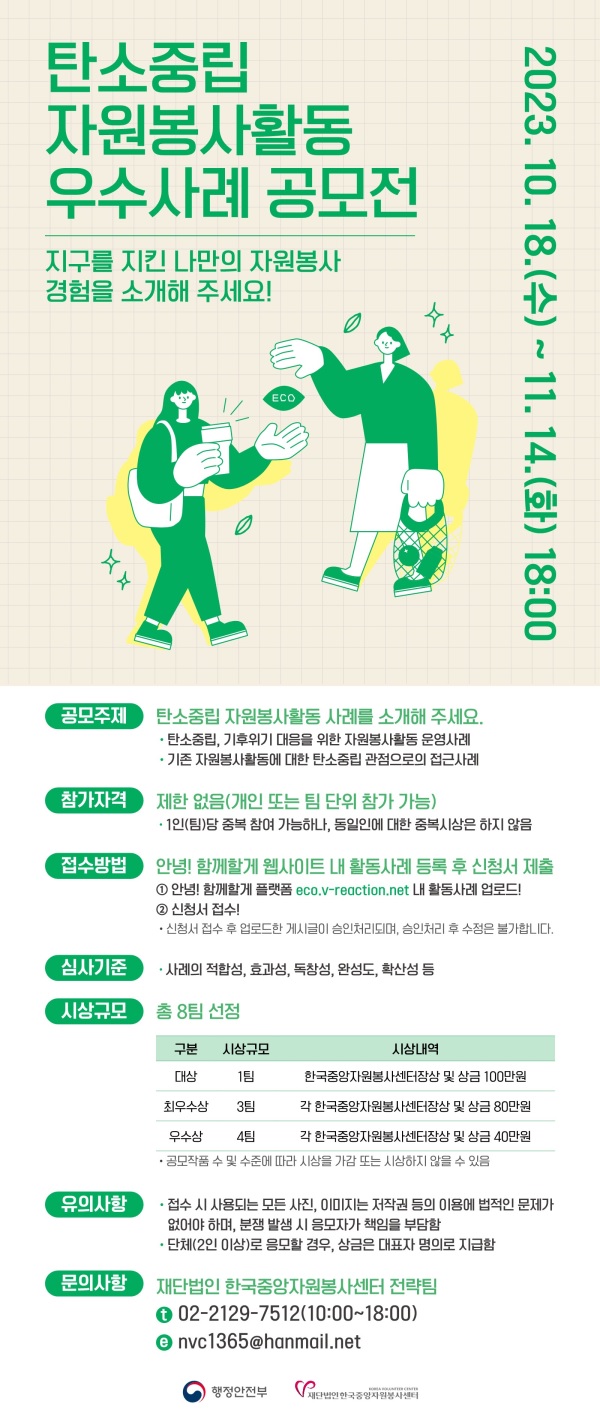 탄소중립
자원봉사활동
우수사례 공모전
지구를 지킨 나만의 자원봉사
경험을 소개해 주세요!
2023. 10. 18.(수) ~ 11. 14.(화) 18:00
ECO
공모주제
탄소중립 자원봉사활동 사례를 소개해 주세요.
• 탄소중립, 기후위기 대응을 위한 자원봉사활동 운영사례
• 기존 자원봉사활동에 대한 탄소중립 관점으로의 접근사례
참가자격
제한 없음(개인 또는 팀 단위 참가 가능)
• 1인(팀)당 중복 참여 가능하나, 동일인에 대한 중복시상은 하지 않음
접수방법
안녕! 함께할게 웹사이트 내 활동사례 등록 후 신청서 제출
① 안녕! 함께할게 플랫폼 eco.v-reaction.net 내 활동사례 업로드!
② 신청서 접수!
• 신청서 접수 후 업로드한 게시글이 승인처리되며, 승인처리 후 수정은 불가합니다.
심사기준
• 사례의 적합성, 효과성, 독창성, 완성도, 확산성 등
시상규모
총 8팀 선정
구분 시상규모 시상내역
대상 1팀 한국중앙자원봉사센터장상 및 상금 100만원
최우수상 3팀 각 한국중앙자원봉사센터장상 및 상금 80만원
우수상 4팀 각 한국중앙자원봉사센터장상 및 상금 40만원
• 공모작품 수 및 수준에 따라 시상을 가감 또는 시상하지 않을 수 있음
유의사항
• 접수 시 사용되는 모든 사진, 이미지는 저작권 등의 이용에 법적인 문제가
없어야 하며, 분쟁 발생 시 응모자가 책임을 부담함
• 단체(2인 이상)로 응모할 경우, 상금은 대표자 명의로 지급함
문의사항
재단법인 한국중앙자원봉사센터 전략팀
t 02-2129-7512(10:00~18:00)
e nvc1365@hanmail.net
행정안전부
KOREA VOLUNTEER CENTER
재단법인한국중앙자원봉사센터